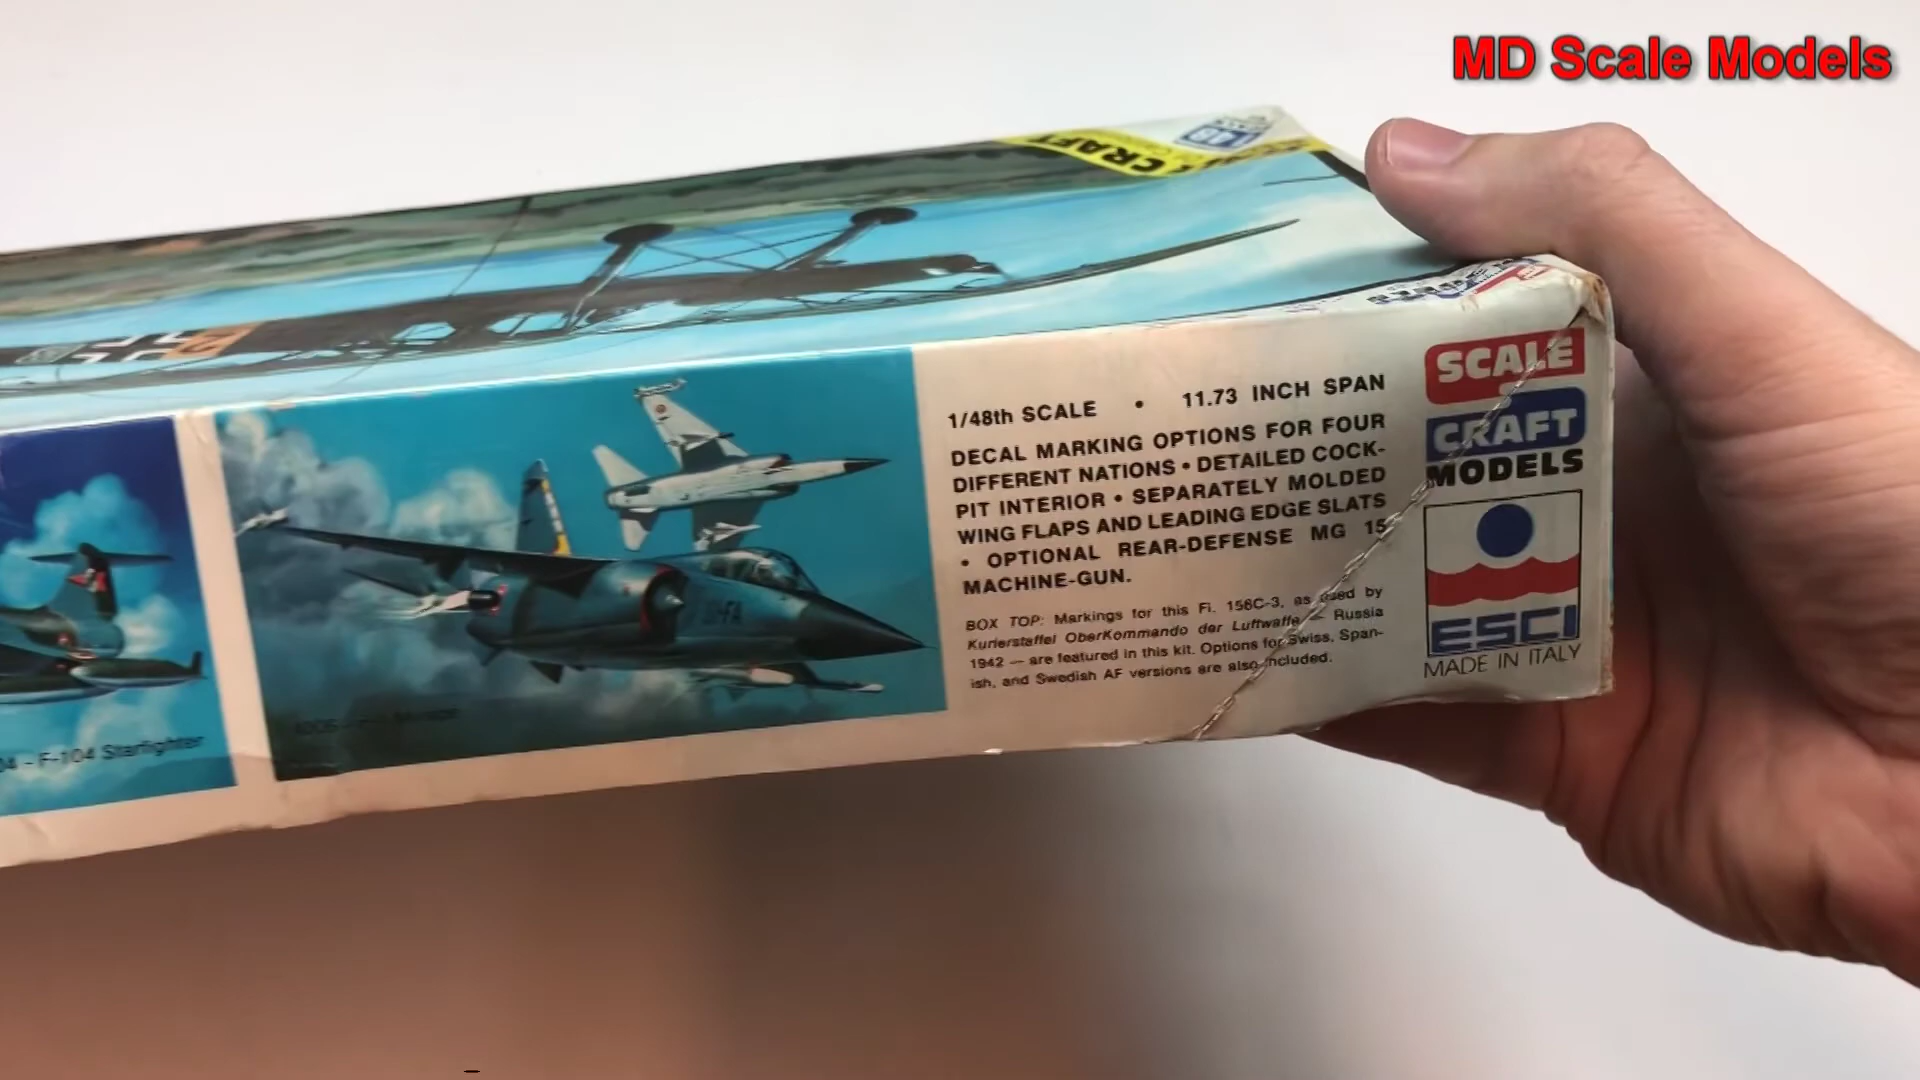 MD Scale Models
CRAFT
1/48
SCALE
CRAFT
MODELS
ESCI
MADE IN ITALY
1/48th SCALE • 11.73 INCH SPAN
DECAL MARKING OPTIONS FOR FOUR
DIFFERENT NATIONS • DETAILED COCK-
PIT INTERIOR • SEPARATELY MOLDED
WING FLAPS AND LEADING EDGE SLATS
• OPTIONAL REAR-DEFENSE MG 15
MACHINE-GUN.
BOX TOP: Markings for this Fi. 156C-3, as used by
Kurierstaffel OberKommando der Luftwaffe — Russia
1942 — are featured in this kit. Options for Swiss, Span-
ish, and Swedish AF versions are also included.
04 - F-104 Starfighter